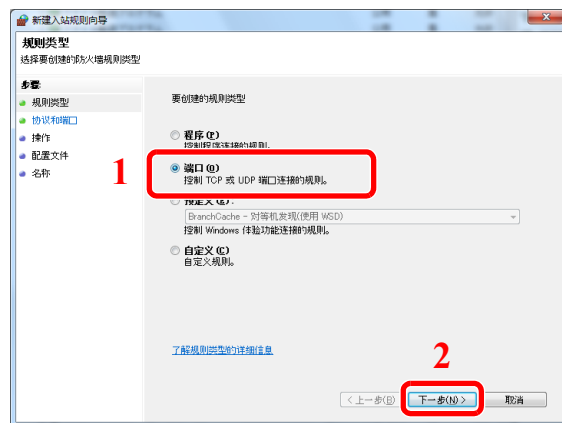 新建入站规则向导
规则类型
选择要创建的防火墙规则类型
步骤:
规则类型
协议和端口
操作
配置文件
名称
要创建的规则类型
程序(P)
控制程序连接的规则。
1
端口(O)
控制 TCP 或 UDP 端口连接的规则。
预定义(E):
BranchCache - 对等机发现(使用 WSD)
控制 Windows 体验功能连接的规则。
自定义(C)
自定义规则。
了解规则类型的详细信息
2
<上一步(B)
下一步(N) >
取消